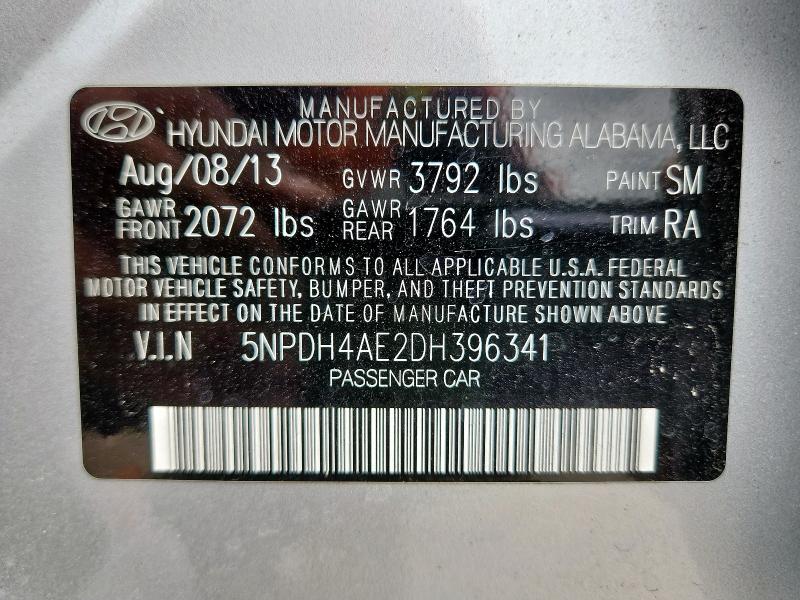 MANUFACTURED BY
HYUNDAI MOTOR MANUFACTURING ALABAMA, LLC
Aug/08/13 GVWR 3792 lbs PAINT SM
GAWR FRONT 2072 lbs GAWR REAR 1764 lbs TRIM RA
THIS VEHICLE CONFORMS TO ALL APPLICABLE U.S.A. FEDERAL
MOTOR VEHICLE SAFETY, BUMPER, AND THEFT PREVENTION STANDARDS
IN EFFECT ON THE DATE OF MANUFACTURE SHOWN ABOVE.
V.I.N 5NPDH4AE2DH396341
PASSENGER CAR